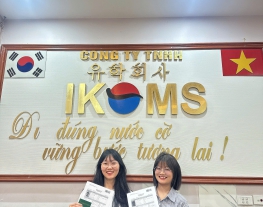 CÔNG TY TNHH
유학회사
IKOMS
Đi đúng nước cờ
vững bước tương lai !